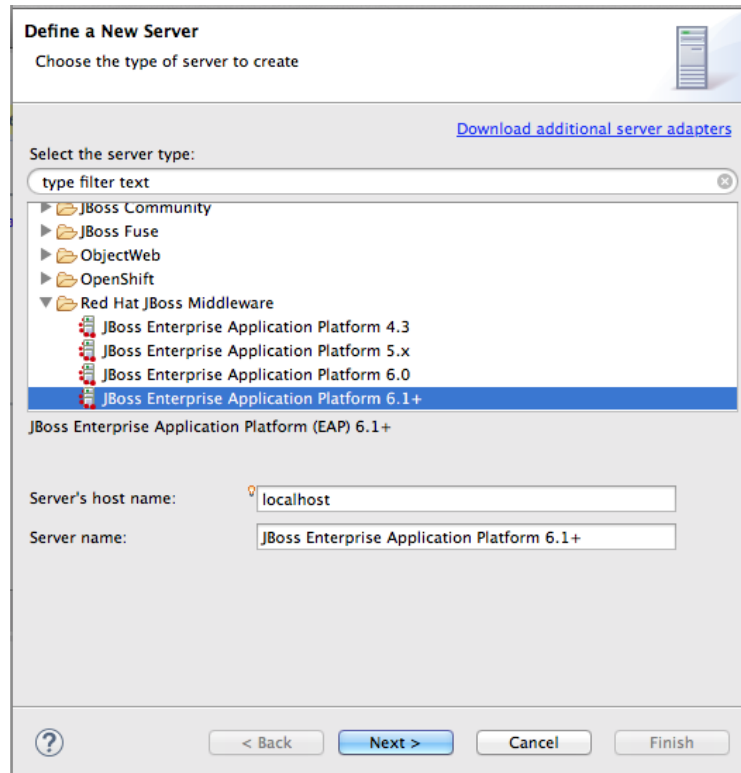 Define a New Server
Choose the type of server to create
Download additional server adapters
Select the server type:
type filter text
JBoss Community
JBoss Fuse
ObjectWeb
OpenShift
Red Hat JBoss Middleware
JBoss Enterprise Application Platform 4.3
JBoss Enterprise Application Platform 5.x
JBoss Enterprise Application Platform 6.0
JBoss Enterprise Application Platform 6.1+
JBoss Enterprise Application Platform (EAP) 6.1+
Server's host name: localhost
Server name: JBoss Enterprise Application Platform 6.1+
? < Back Next > Cancel Finish